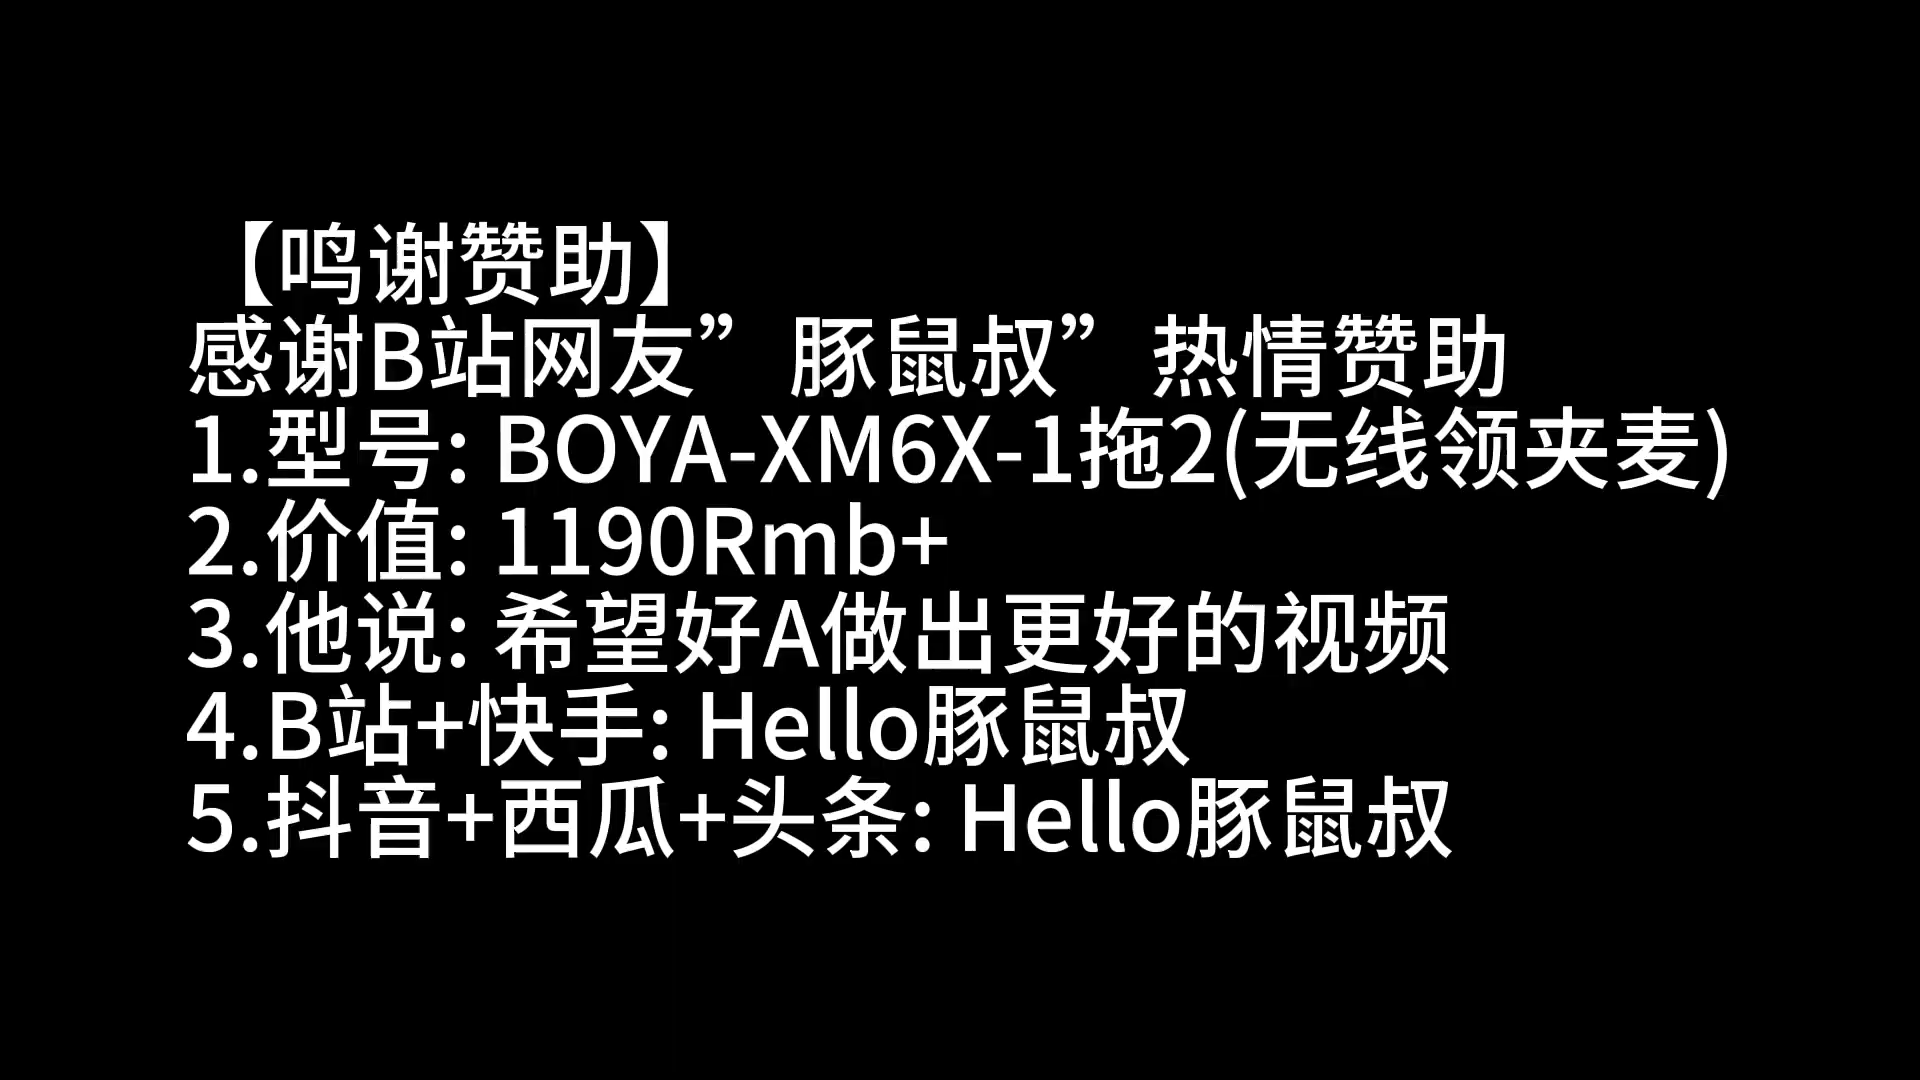 【鸣谢赞助】
感谢B站网友”豚鼠叔”热情赞助
1.型号: BOYA-XM6X-1拖2(无线领夹麦)
2.价值: 1190Rmb+
3.他说: 希望好A做出更好的视频
4.B站+快手: Hello豚鼠叔
5.抖音+西瓜+头条: Hello豚鼠叔